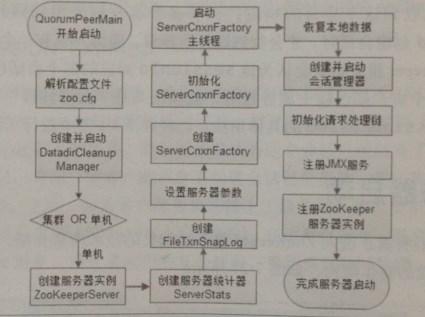 QuorumPeerMain
开始启动
解析配置文件
zoo.cfg
创建并启动
DatadirCleanup
Manager
集群 OR 单机
单机
创建服务器实例
ZooKeeperServer
创建服务器统计器
ServerStats
创建
FileTxnSnapLog
设置服务器参数
创建
ServerCnxnFactory
初始化
ServerCnxnFactory
启动
ServerCnxnFactory
主线程
恢复本地数据
创建并启动
会话管理器
初始化请求处理链
注册JMX服务
注册ZooKeeper
服务器实例
完成服务器启动